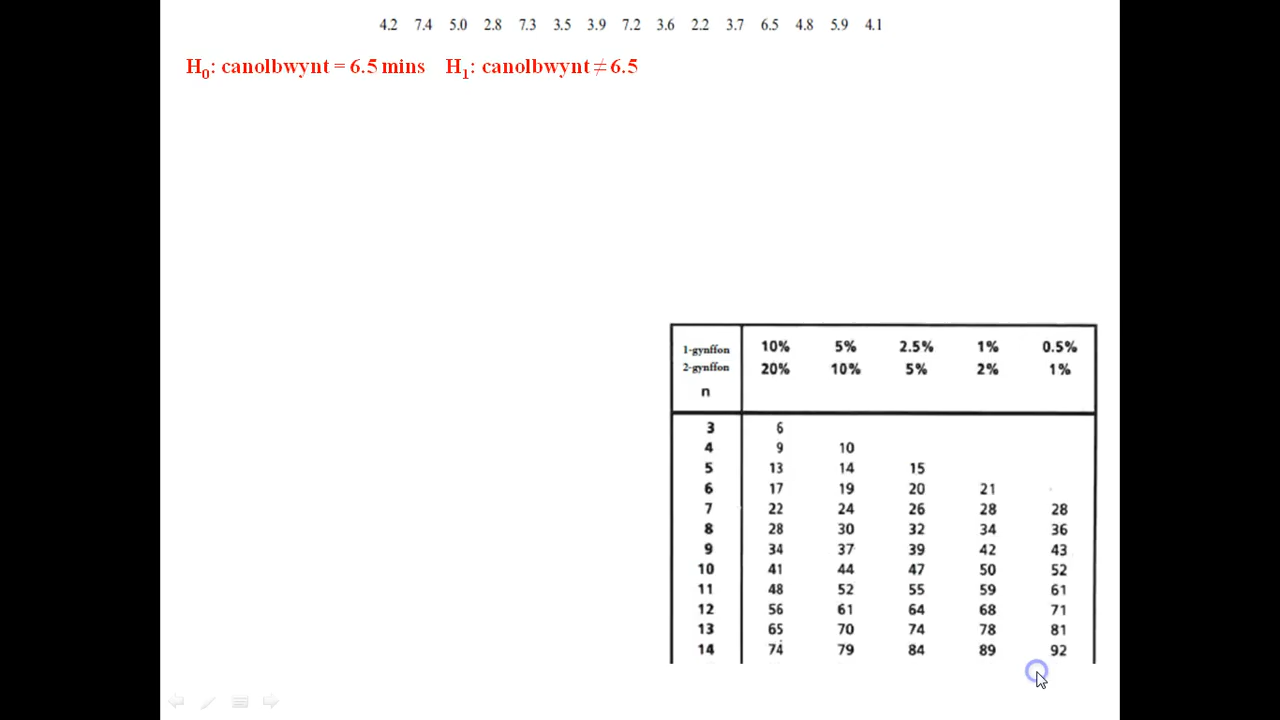 4.2 7.4 5.0 2.8 7.3 3.5 3.9 7.2 3.6 2.2 3.7 6.5 4.8 5.9 4.1
H₀: canolbwynt = 6.5 mins H₁: canolbwynt ≠ 6.5
1-gynffon 10% 5% 2.5% 1% 0.5%
2-gynffon 20% 10% 5% 2% 1%
n
3 6
4 9 10
5 13 14 15
6 17 19 20 21
7 22 24 26 28 28
8 28 30 32 34 36
9 34 37 39 42 43
10 41 44 47 50 52
11 48 52 55 59 61
12 56 61 64 68 71
13 65 70 74 78 81
14 74 79 84 89 92